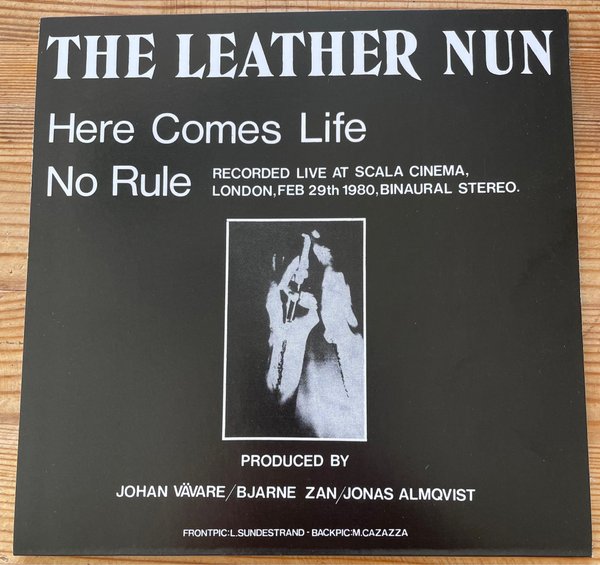 THE LEATHER NUN
Here Comes Life
No Rule
RECORDED LIVE AT SCALA CINEMA,
LONDON, FEB 29th 1980, BINAURAL STEREO.
PRODUCED BY
JOHAN VÄVARE/BJARNE ZAN/JONAS ALMQVIST
FRONTPIC:L.SUNDESTRAND - BACKPIC:M.CAZAZZA